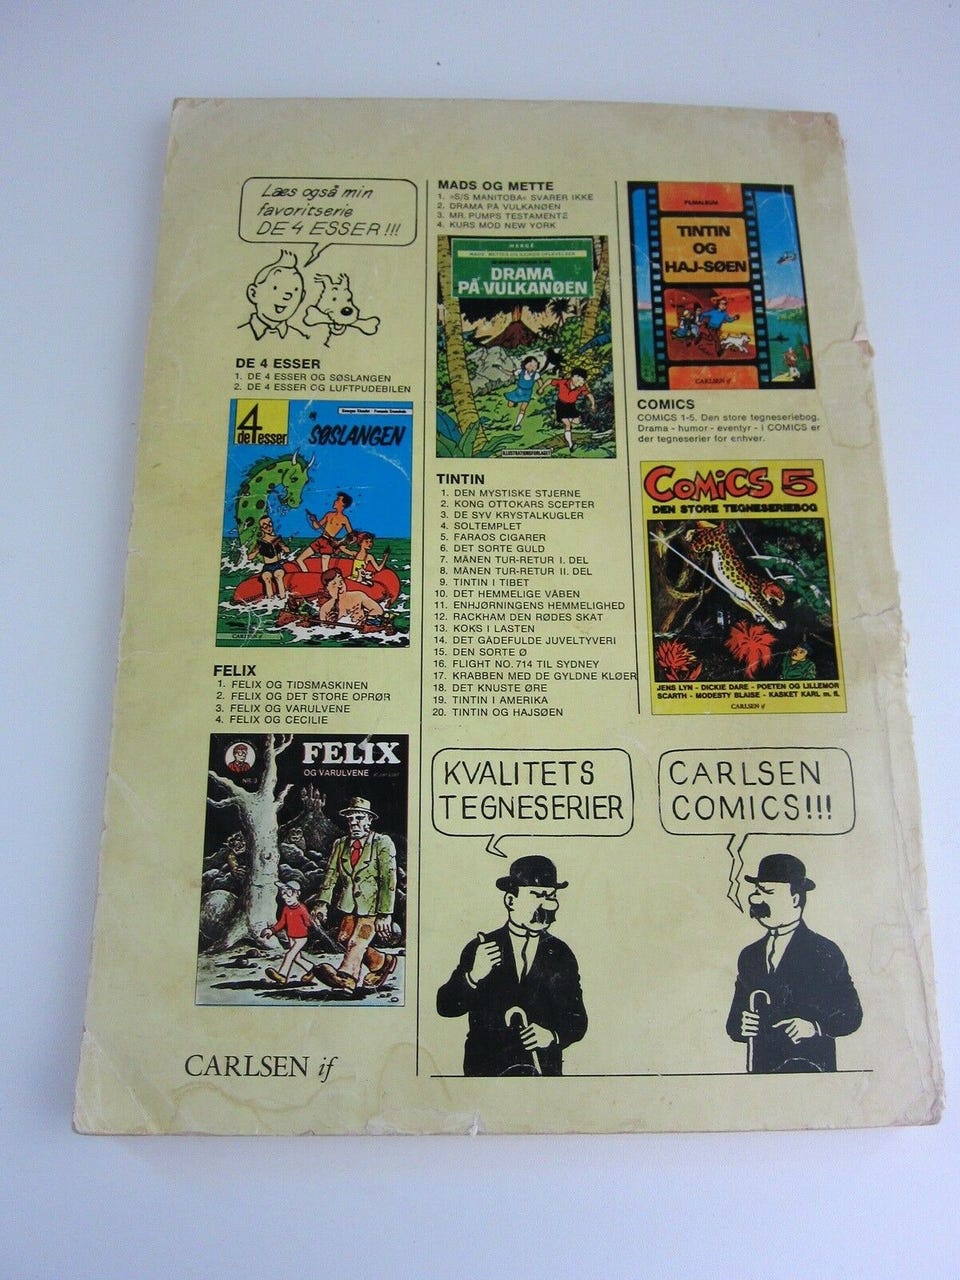 Læs også min
favoritserie
DE 4 ESSER!!!
DE 4 ESSER
1. DE 4 ESSER OG SØSLANGEN
2. DE 4 ESSER OG LUFTPUDEBILEN
4
de esser
SØSLANGEN
CARLSEN if
FELIX
1. FELIX OG TIDSMASKINEN
2. FELIX OG DET STORE OPRØR
3. FELIX OG VARULVENE
4. FELIX OG CECILIE
FELIX
OG VARULVENE
NR. 3
CARLSEN if
MADS OG METTE
1. »S/S MANITOBA« SVARER IKKE
2. DRAMA PÅ VULKANØEN
3. MR. PUMPS TESTAMENTE
4. KURS MOD NEW YORK
HERGÉ
DRAMA
PÅ VULKANØEN
ILLUSTRATIONSFORLAGET
TINTIN
1. DEN MYSTISKE STJERNE
2. KONG OTTOKARS SCEPTER
3. DE SYV KRYSTALKUGLER
4. SOLTEMPLET
5. FARAOS CIGARER
6. DET SORTE GULD
7. MÅNEN TUR-RETUR I. DEL
8. MÅNEN TUR-RETUR II. DEL
9. TINTIN I TIBET
10. DET HEMMELIGE VÅBEN
11. ENHJØRNINGENS HEMMELIGHED
12. RACKHAM DEN RØDES SKAT
13. KOKS I LASTEN
14. DET GÅDEFULDE JUVELTYVERI
15. DEN SORTE Ø
16. FLIGHT NO. 714 TIL SYDNEY
17. KRABBEN MED DE GYLDNE KLØER
18. DET KNUSTE ØRE
19. TINTIN I AMERIKA
20. TINTIN OG HAJSØEN
FILMALBUM
TINTIN
OG
HAJ-SØEN
CARLSEN if
COMICS
COMICS 1-5. Den store tegneseriebog.
Drama - humor - eventyr - i COMICS er
der tegneserier for enhver.
COMICS 5
DEN STORE TEGNESERIEBOG
JENS LYN - DICKIE DARE - POETEN OG LILLEMOR
SCARTH - MODESTY BLAISE - KASKET KARL m. fl.
CARLSEN if
KVALITETS
TEGNESERIER
CARLSEN
COMICS!!!